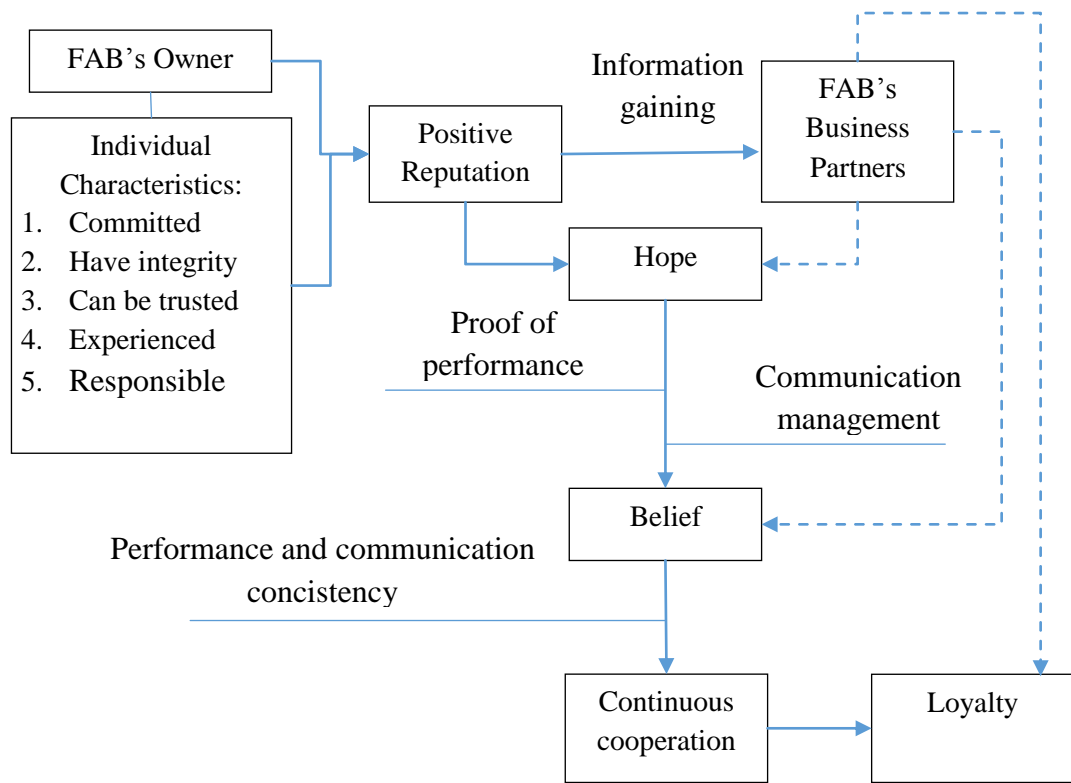 FAB's Owner
Individual
Characteristics:
1. Committed
2. Have integrity
3. Can be trusted
4. Experienced
5. Responsible
Positive
Reputation
Information
gaining
FAB's
Business
Partners
Hope
Proof of
performance
Communication
management
Belief
Performance and communication
concistency
Continuous
cooperation
Loyalty